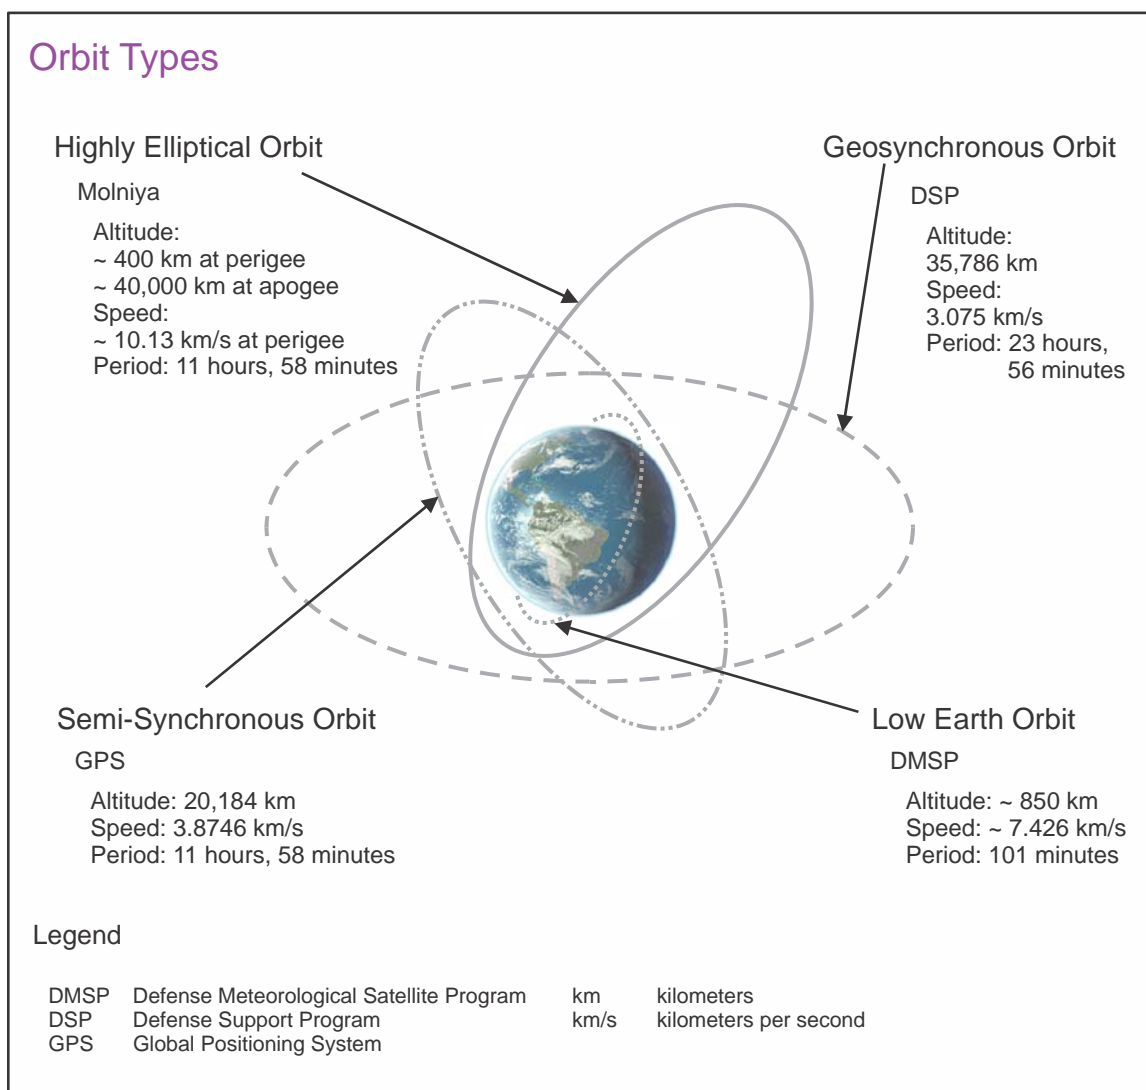 Orbit Types
Highly Elliptical Orbit
Molniya
Altitude:
~ 400 km at perigee
~ 40,000 km at apogee
Speed:
~ 10.13 km/s at perigee
Period: 11 hours, 58 minutes
Geosynchronous Orbit
DSP
Altitude:
35,786 km
Speed:
3.075 km/s
Period: 23 hours,
56 minutes
Semi-Synchronous Orbit
GPS
Altitude: 20,184 km
Speed: 3.8746 km/s
Period: 11 hours, 58 minutes
Low Earth Orbit
DMSP
Altitude: ~ 850 km
Speed: ~ 7.426 km/s
Period: 101 minutes
Legend
DMSP Defense Meteorological Satellite Program km kilometers
DSP Defense Support Program km/s kilometers per second
GPS Global Positioning System